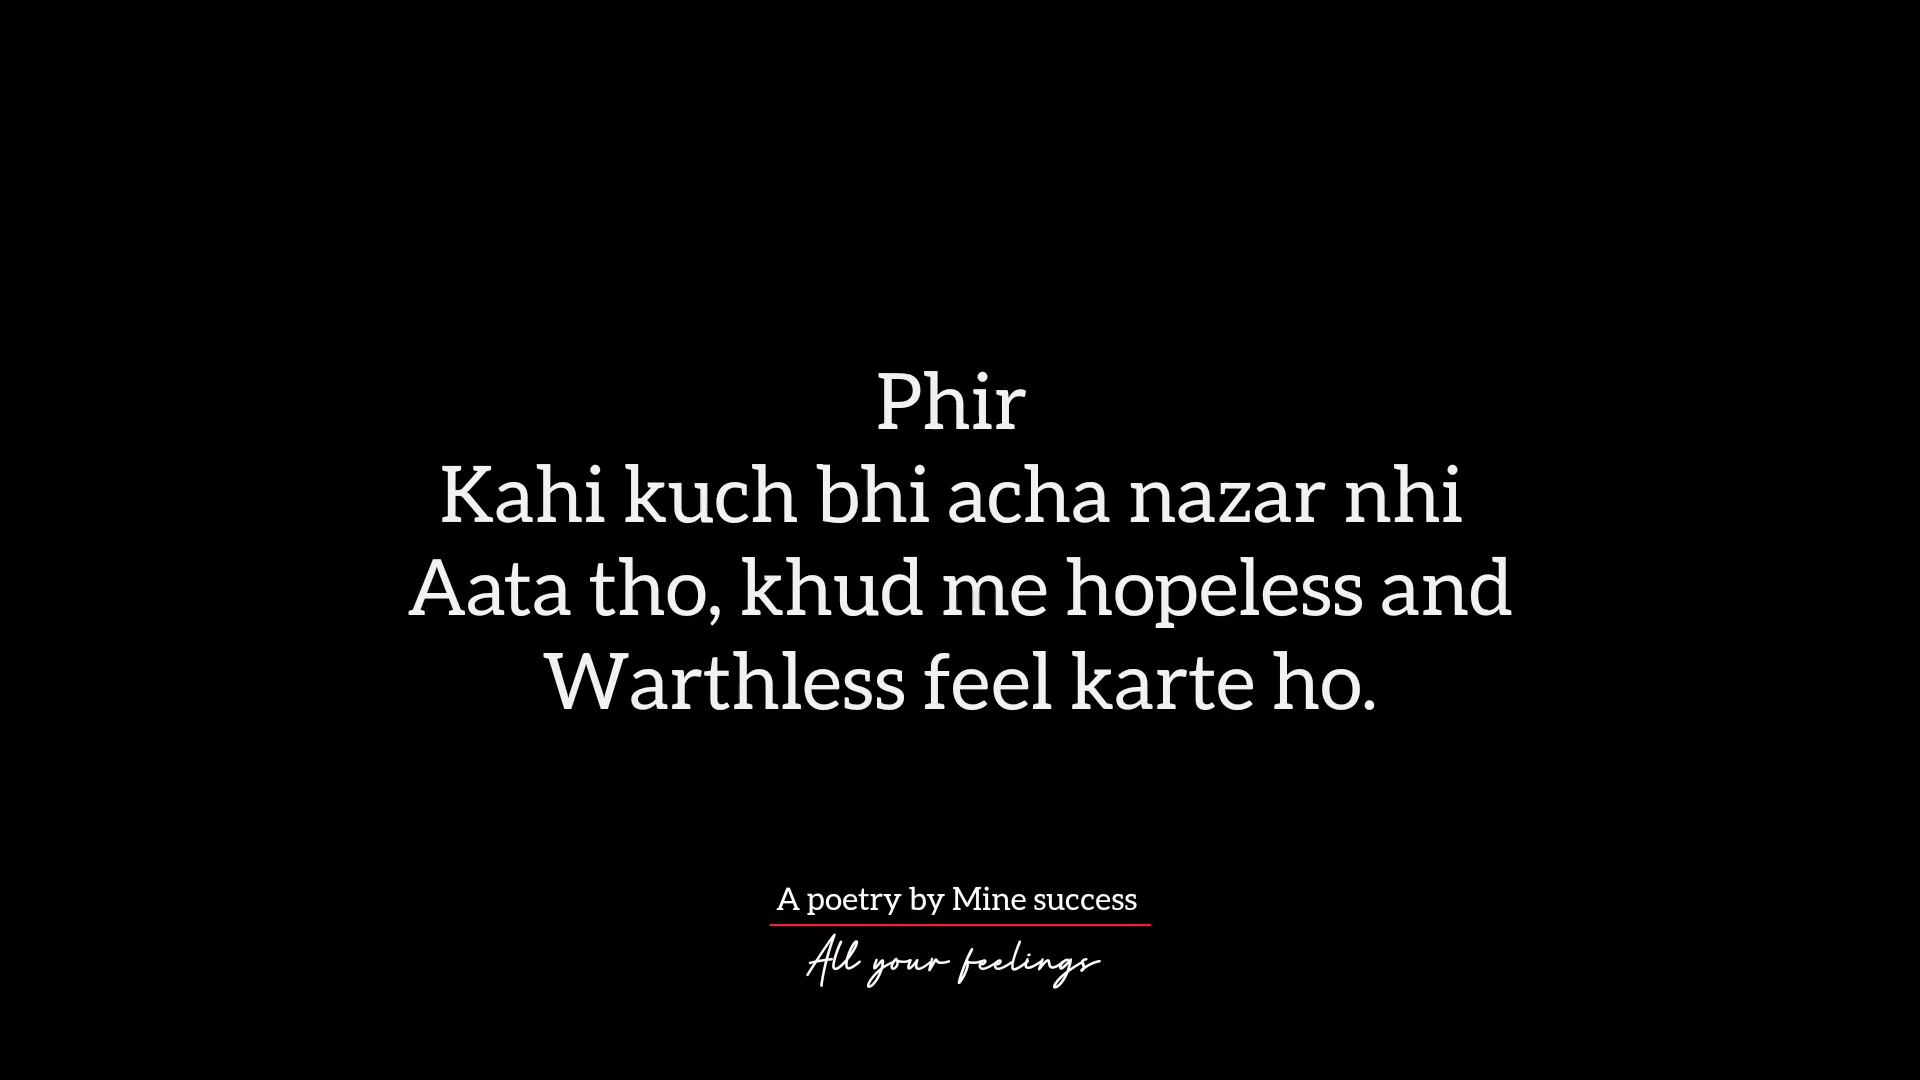 Phir
Kahi kuch bhi acha nazar nhi
Aata tho, khud me hopeless and
Warthless feel karte ho.
A poetry by Mine success
All your feelings